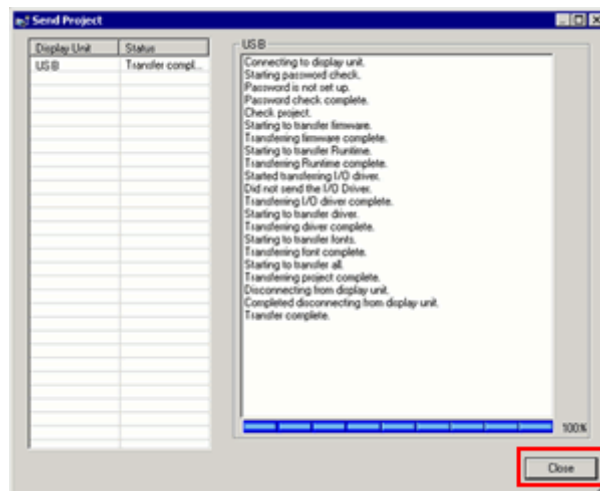 Send Project
Display Unit Status
USB Transfer compl...
USB
Connecting to display unit.
Starting password check.
Password is not set up.
Password check complete.
Check project.
Starting to transfer firmware.
Transferring firmware complete.
Starting to transfer Runtime.
Transferring Runtime complete.
Started transferring I/O driver.
Did not send the I/O Driver.
Transferring I/O driver complete.
Starting to transfer driver.
Transferring driver complete.
Starting to transfer fonts.
Transferring font complete.
Starting to transfer all.
Transferring project complete.
Disconnecting from display unit.
Completed disconnecting from display unit.
Transfer complete.
100%
Close